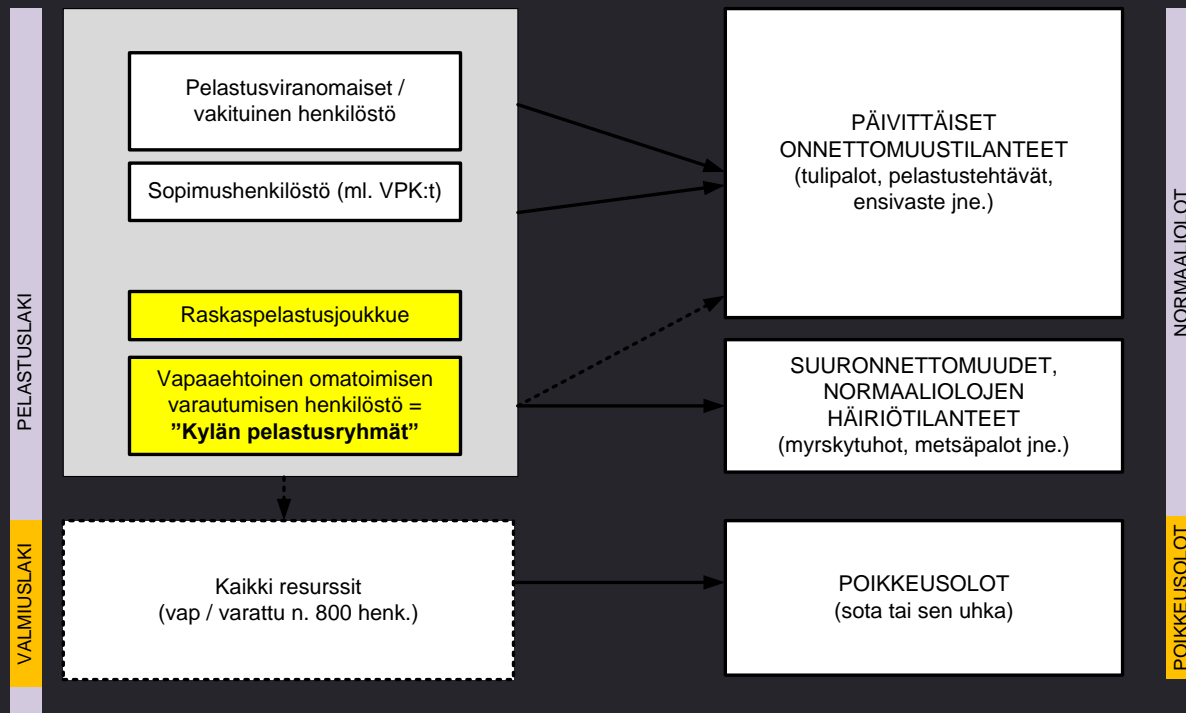 PELASTUSLAKI
VALMIUSLAKI
Pelastusviranomaiset /
vakituinen henkilöstö
Sopimushenkilöstö (ml. VPK:t)
Raskaspelastusjoukkue
Vapaaehtoinen omatoimisen
varautumisen henkilöstö =
”Kylän pelastusryhmät”
Kaikki resurssit
(vap / varattu n. 800 henk.)
PÄIVITTÄISET
ONNETTOMUUSTILANTEET
(tulipalot, pelastustehtävät,
ensivaste jne.)
SUURONNETTOMUUDET,
NORMAALIOLOJEN
HÄIRIÖTILANTEET
(myrskytuhot, metsäpalot jne.)
POIKKEUSOLOT
(sota tai sen uhka)
NORMAALIOLOT
POIKKEUSOLOT